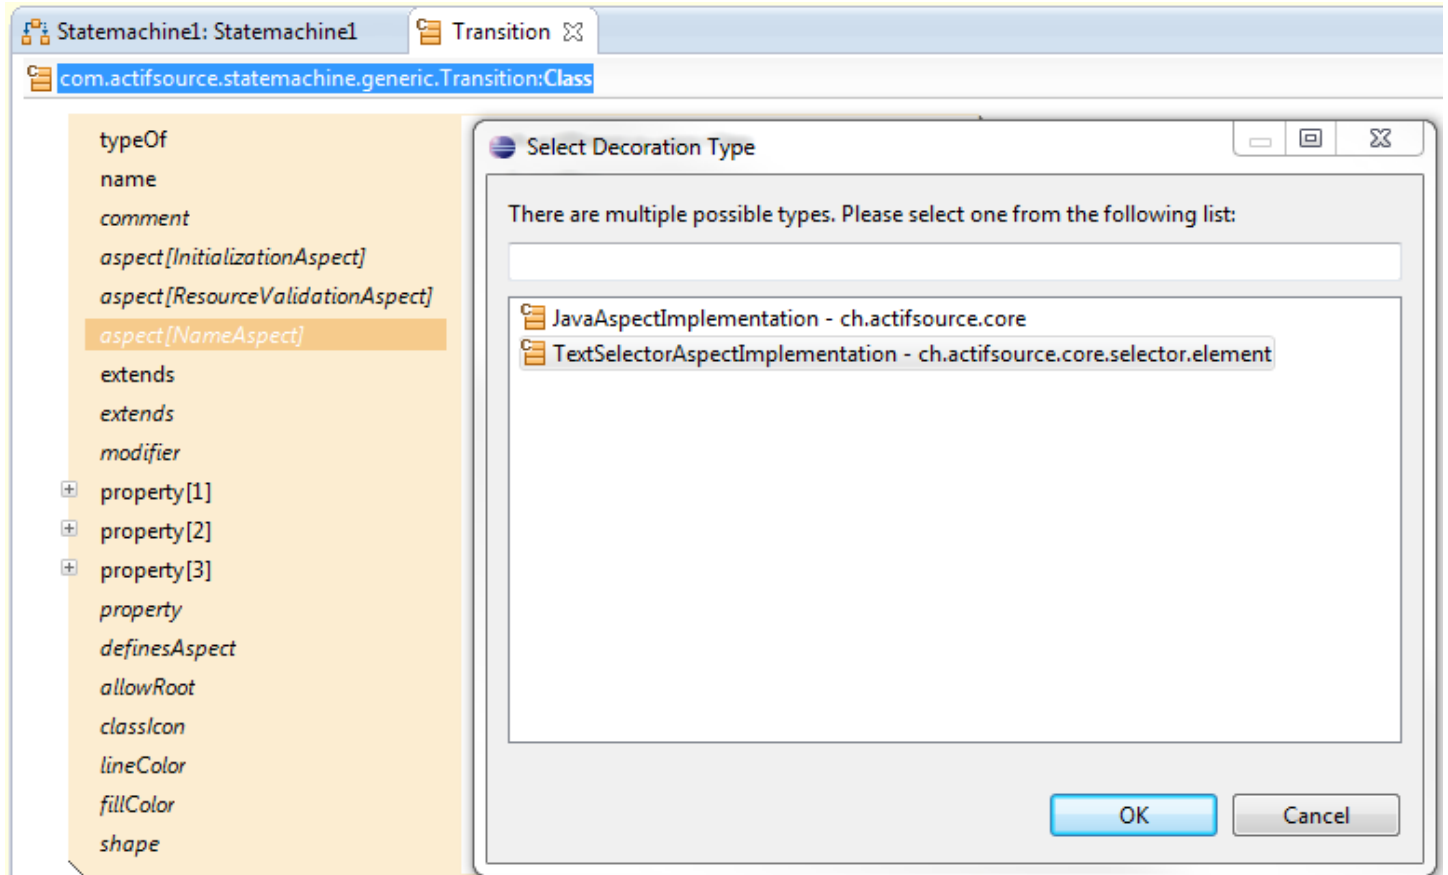 Statemachine1: Statemachine1
Transition
com.actifsource.statemachine.generic.Transition:Class
typeOf
name
comment
aspect[InitializationAspect]
aspect[ResourceValidationAspect]
aspect[NameAspect]
extends
extends
modifier
property[1]
property[2]
property[3]
property
definesAspect
allowRoot
classIcon
lineColor
fillColor
shape
Select Decoration Type
There are multiple possible types. Please select one from the following list:
JavaAspectImplementation - ch.actifsource.core
TextSelectorAspectImplementation - ch.actifsource.core.selector.element
OK
Cancel